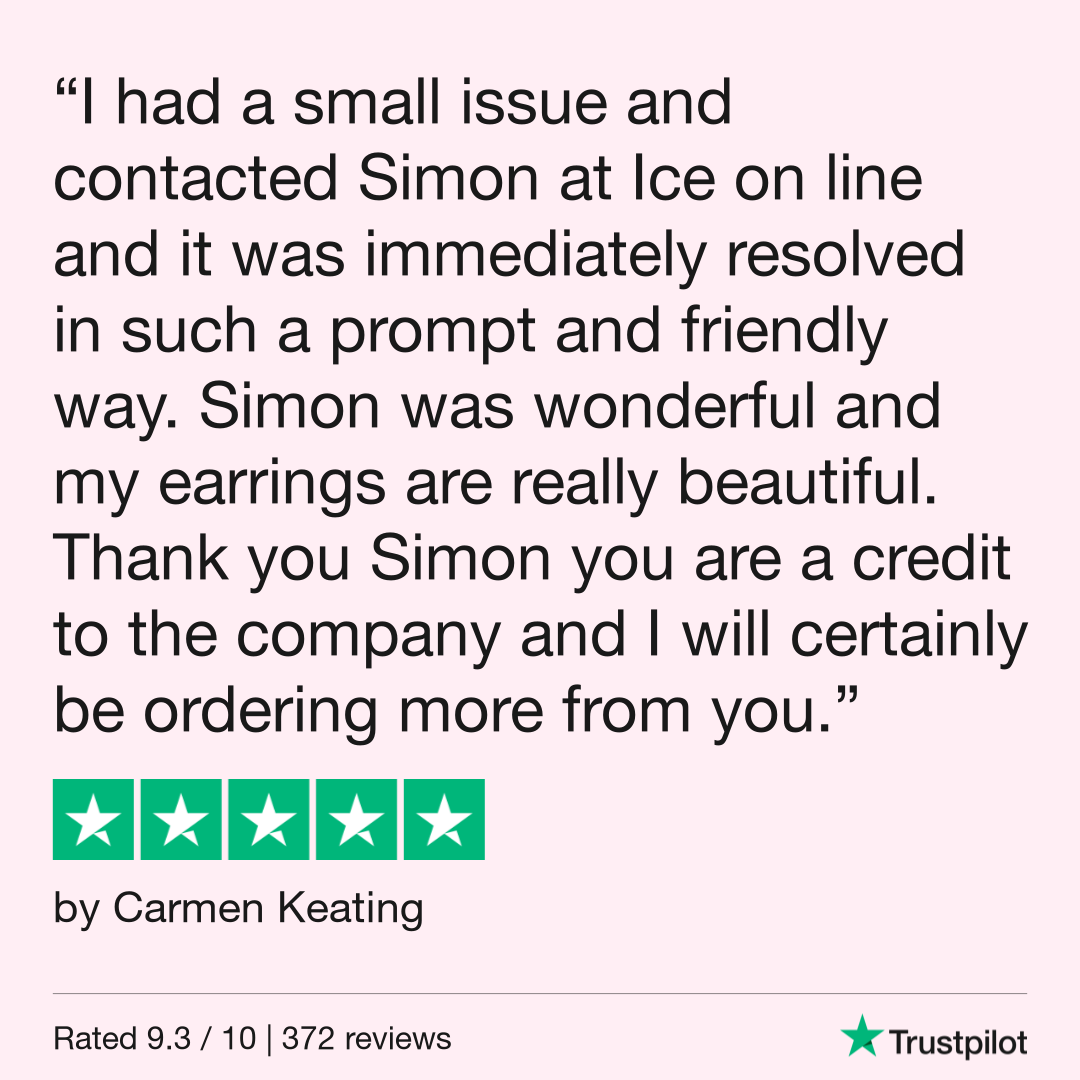 “I had a small issue and
contacted Simon at Ice on line
and it was immediately resolved
in such a prompt and friendly
way. Simon was wonderful and
my earrings are really beautiful.
Thank you Simon you are a credit
to the company and I will certainly
be ordering more from you.”
by Carmen Keating
Rated 9.3 / 10 | 372 reviews
Trustpilot